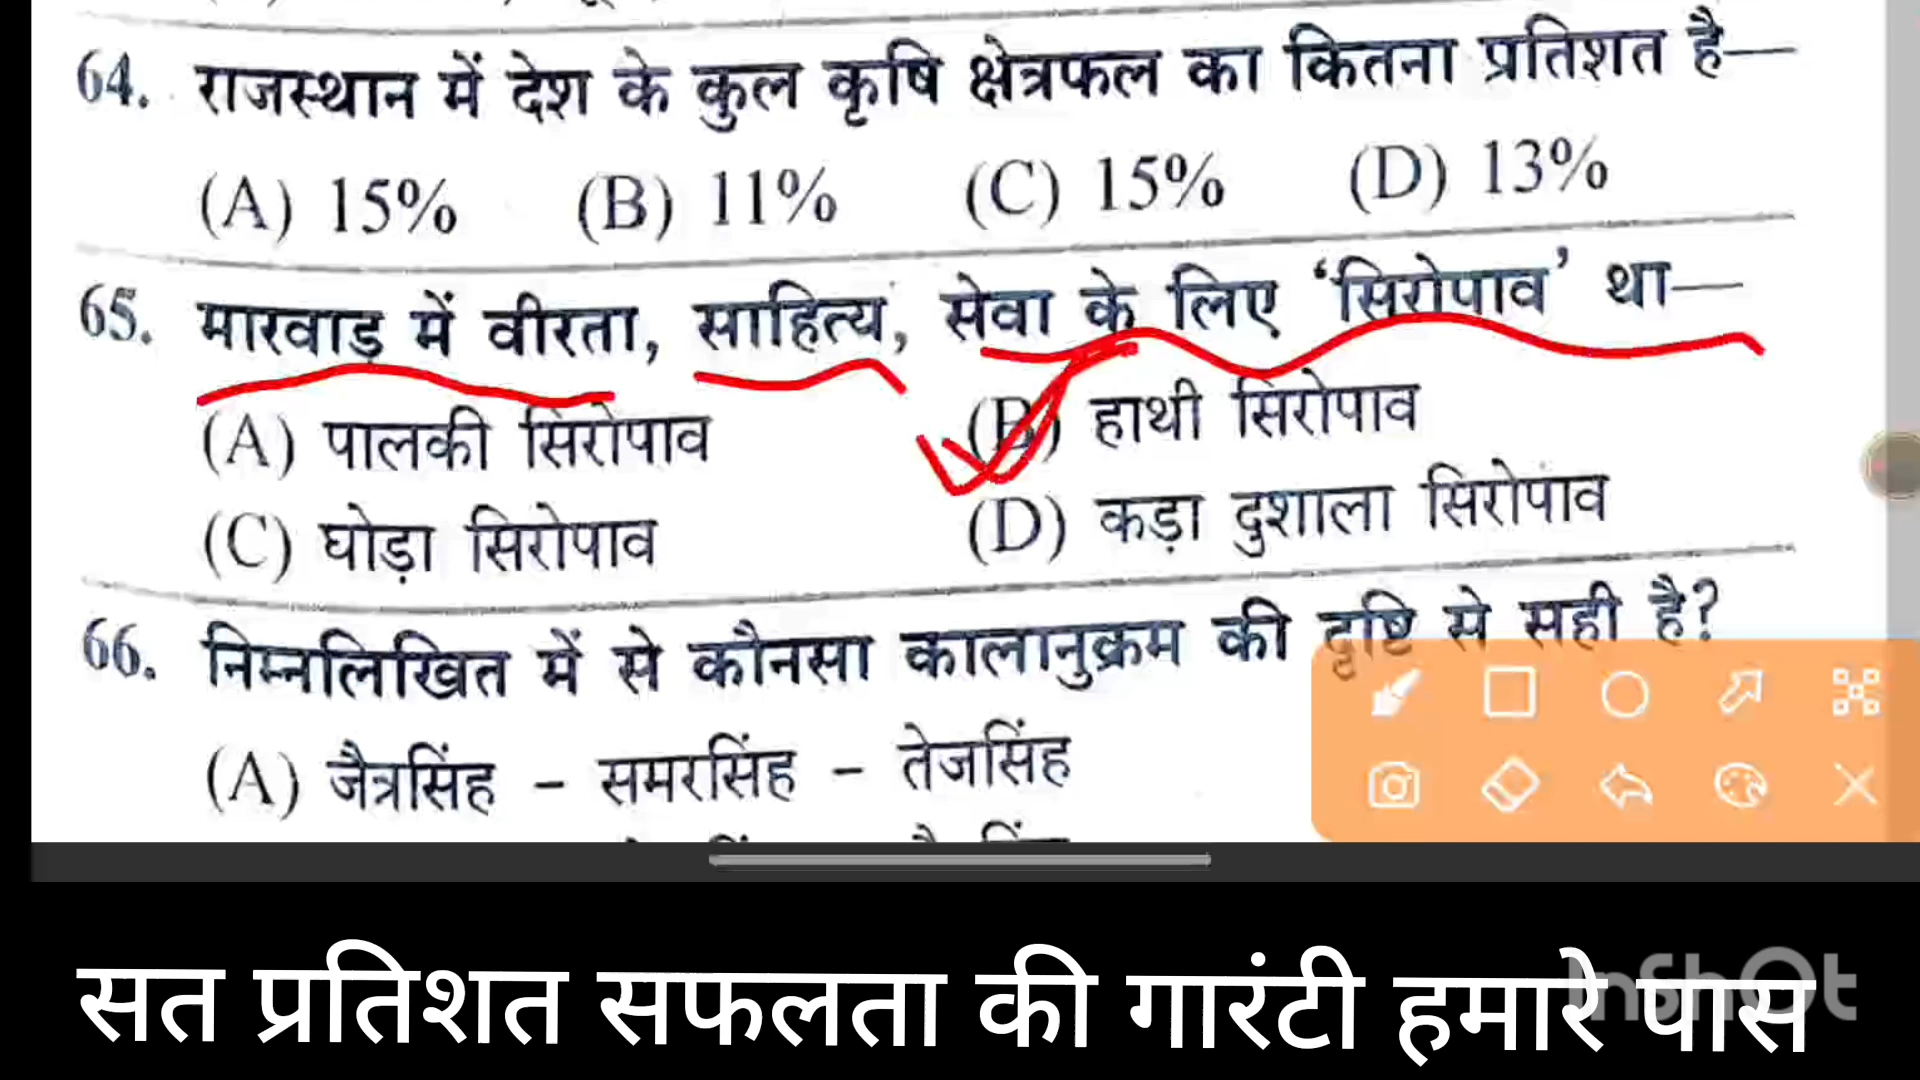 64. राजस्थान में देश के कुल कृषि क्षेत्रफल का कितना प्रतिशत है—
(A) 15% (B) 11% (C) 15% (D) 13%
65. मारवाड़ में वीरता, साहित्य, सेवा के लिए ‘सिरोपाव’ था—
(A) पालकी सिरोपाव (B) हाथी सिरोपाव
(C) घोड़ा सिरोपाव (D) कड़ा दुशाला सिरोपाव
66. निम्नलिखित में से कौनसा कालानुक्रम की दृष्टि से सही है?
(A) जैत्रसिंह – समरसिंह – तेजसिंह
सत प्रतिशत सफलता की गारंटी हमारे पास
InShOt